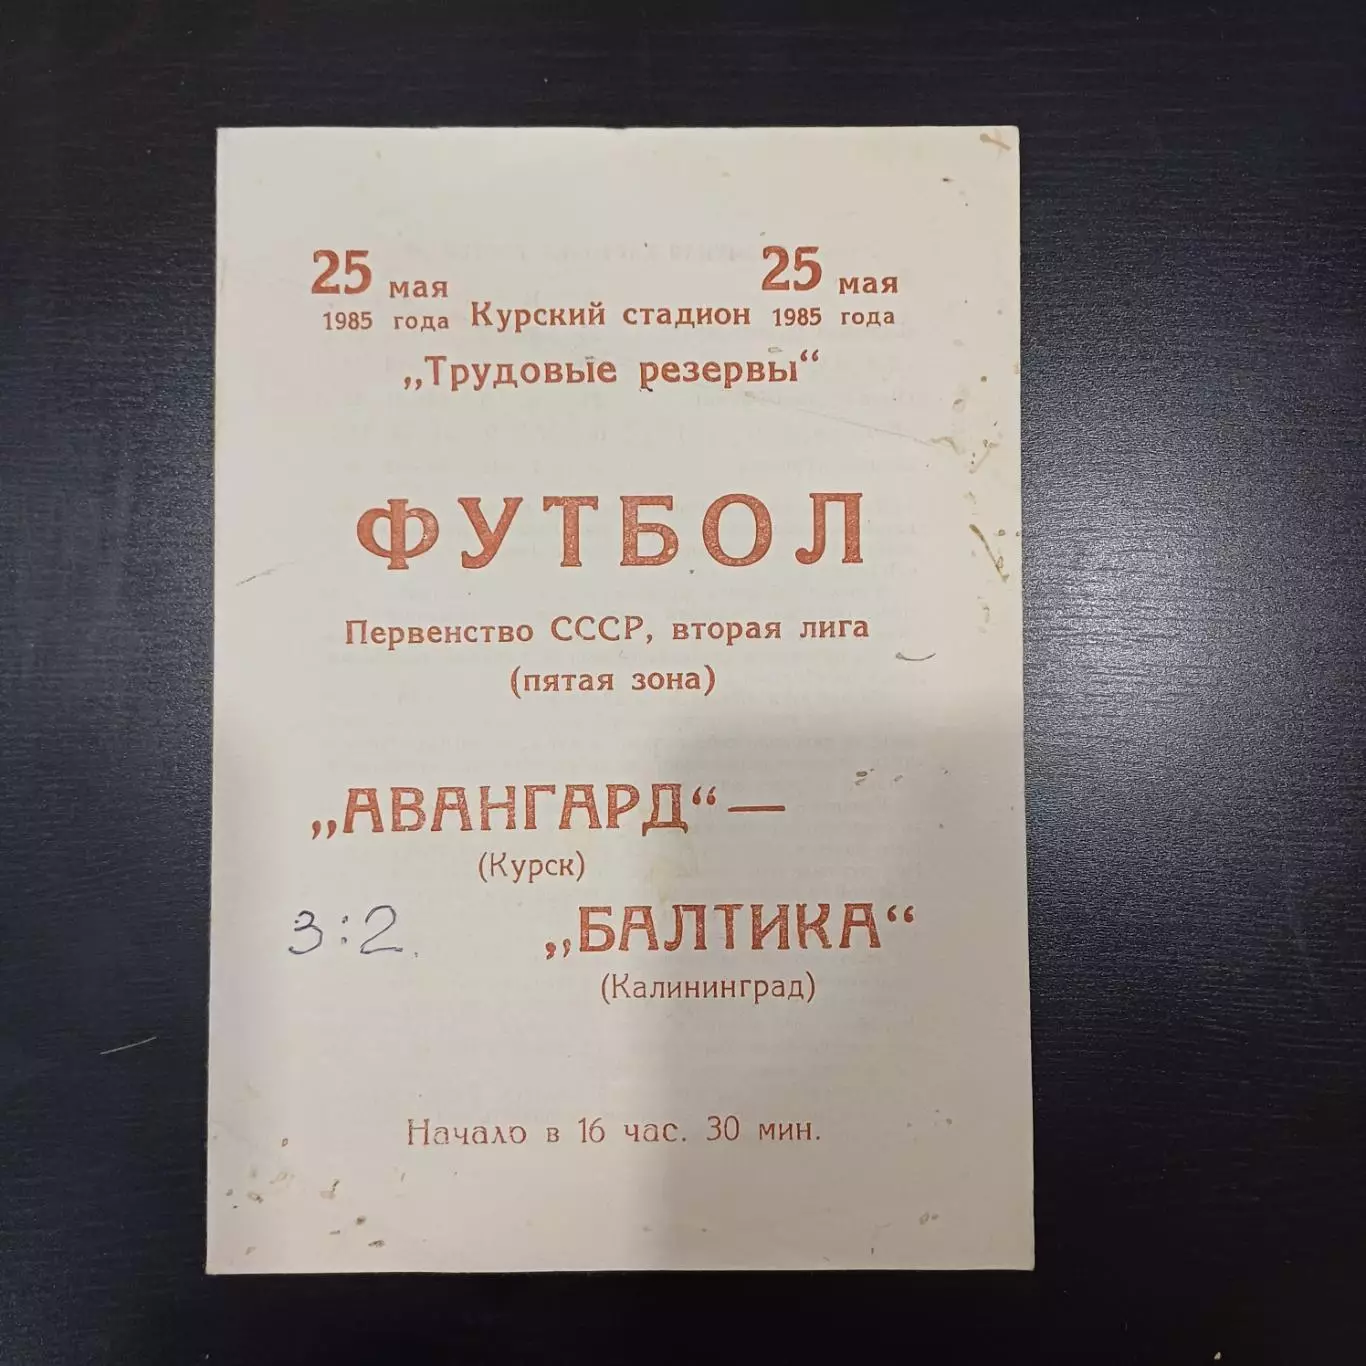 25 мая 25 мая
1985 года Курский стадион 1985 года
„Трудовые резервы“
ФУТБОЛ
Первенство СССР, вторая лига
(пятая зона)
„АВАНГАРД“—
(Курск)
3:2. „БАЛТИКА“
(Калининград)
Начало в 16 час. 30 мин.